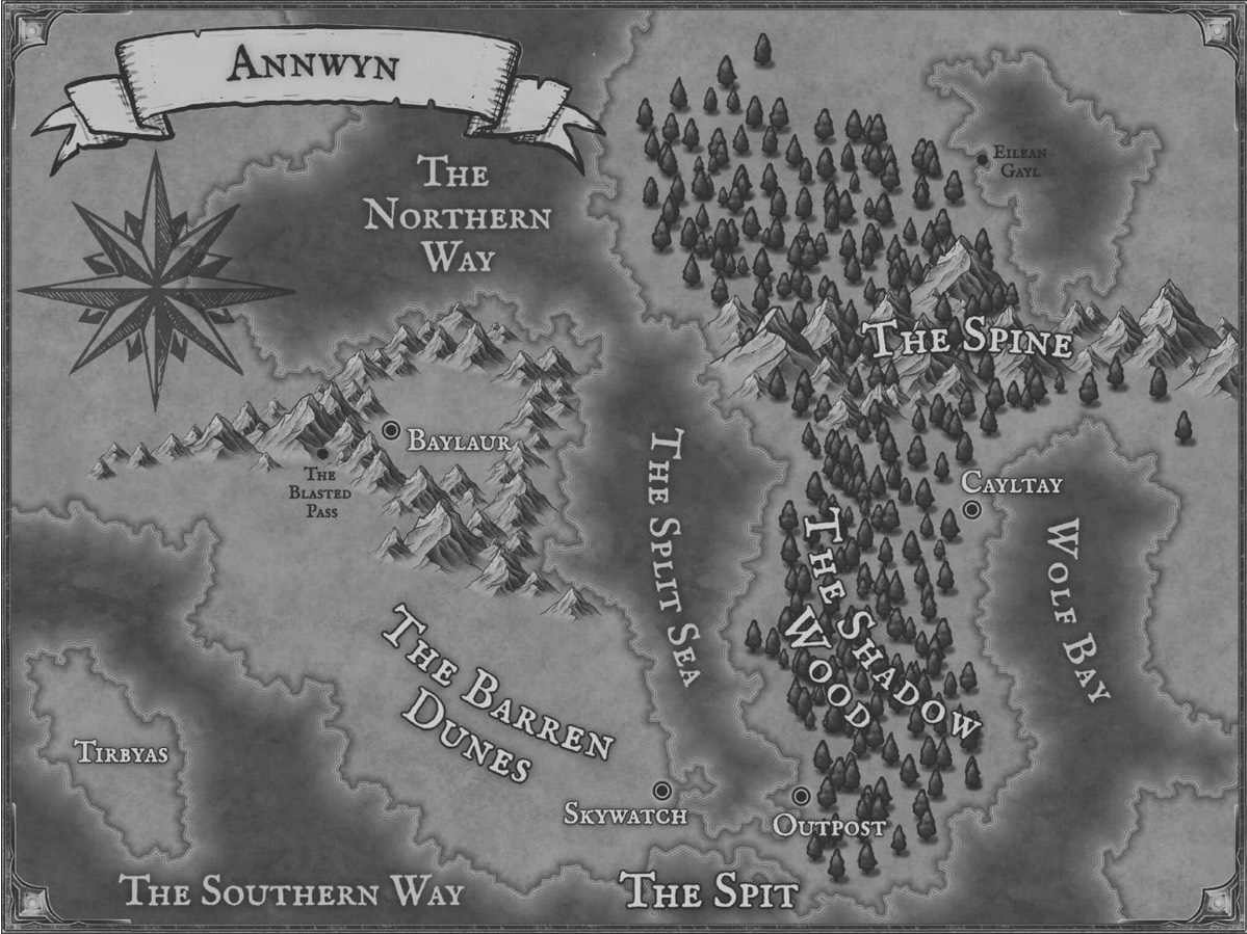 ANNWYN
THE
NORTHERN
WAY
EILEAN
GAYL
THE SPINE
BAYLAUR
THE
BLASTED
PASS
THE SPLIT SEA
CAYLTAY
WOLF BAY
THE SHADOW
WOOD
THE BARREN
DUNES
TIRBYAS
SKYWATCH
OUTPOST
THE SOUTHERN WAY
THE SPIT